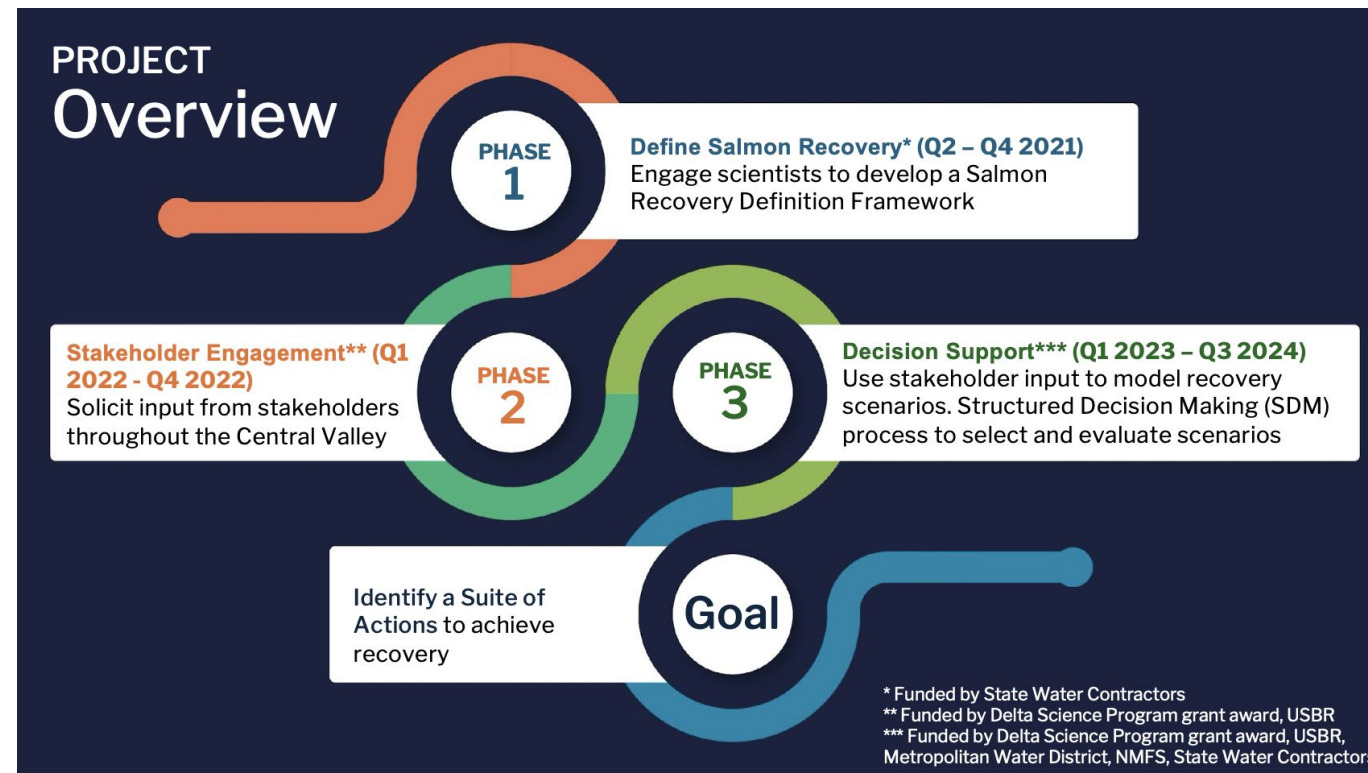 PROJECT
Overview
PHASE
1
Define Salmon Recovery* (Q2 – Q4 2021)
Engage scientists to develop a Salmon
Recovery Definition Framework
Stakeholder Engagement** (Q1
2022 - Q4 2022)
Solicit input from stakeholders
throughout the Central Valley
PHASE
2
PHASE
3
Decision Support*** (Q1 2023 – Q3 2024)
Use stakeholder input to model recovery
scenarios. Structured Decision Making (SDM)
process to select and evaluate scenarios
Identify a Suite of
Actions to achieve
recovery
Goal
* Funded by State Water Contractors
** Funded by Delta Science Program grant award, USBR
*** Funded by Delta Science Program grant award, USBR,
Metropolitan Water District, NMFS, State Water Contractor